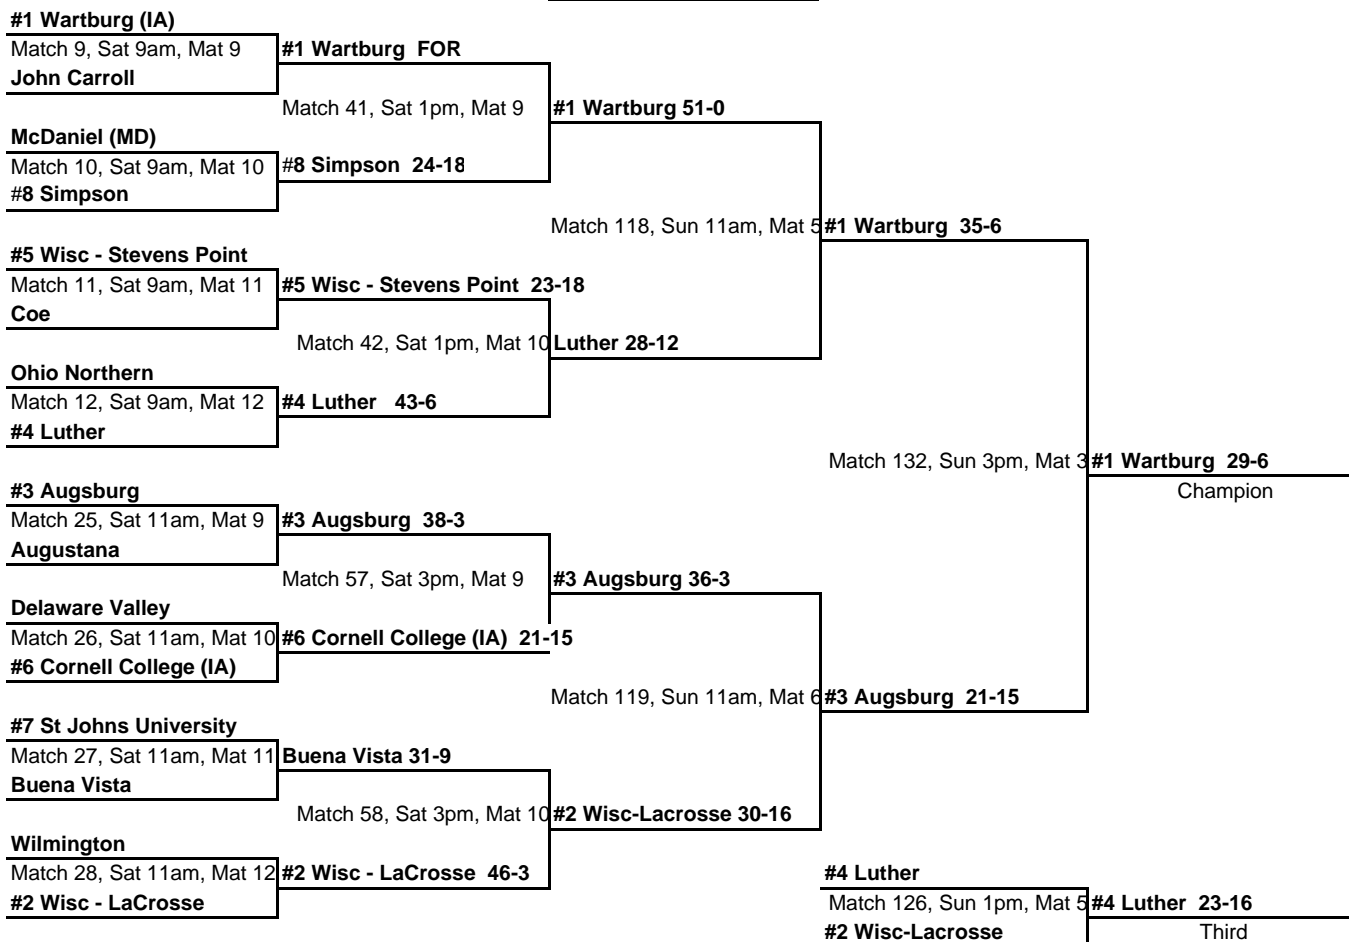 #1 Wartburg (IA)
Match 9, Sat 9am, Mat 9
#1 Wartburg  FOR
John Carroll
Match 41, Sat 1pm, Mat 9
#1 Wartburg 51-0
McDaniel (MD)
Match 10, Sat 9am, Mat 10
#8 Simpson  24-18
#8 Simpson
Match 118, Sun 11am, Mat 5
#1 Wartburg  35-6
#5 Wisc - Stevens Point
Match 11, Sat 9am, Mat 11
#5 Wisc - Stevens Point  23-18
Coe
Match 42, Sat 1pm, Mat 10
Luther 28-12
Ohio Northern
Match 12, Sat 9am, Mat 12
#4 Luther   43-6
#4 Luther
Match 132, Sun 3pm, Mat 3
#1 Wartburg  29-6
Champion
#3 Augsburg
Match 25, Sat 11am, Mat 9
#3 Augsburg  38-3
Augustana
Match 57, Sat 3pm, Mat 9
#3 Augsburg 36-3
Delaware Valley
Match 26, Sat 11am, Mat 10
#6 Cornell College (IA)  21-15
#6 Cornell College (IA)
Match 119, Sun 11am, Mat 6
#3 Augsburg  21-15
#7 St Johns University
Match 27, Sat 11am, Mat 11
Buena Vista 31-9
Buena Vista
Match 58, Sat 3pm, Mat 10
#2 Wisc-Lacrosse 30-16
Wilmington
Match 28, Sat 11am, Mat 12
#2 Wisc - LaCrosse  46-3
#2 Wisc - LaCrosse
#4 Luther
Match 126, Sun 1pm, Mat 5
#4 Luther  23-16
#2 Wisc-Lacrosse
Third